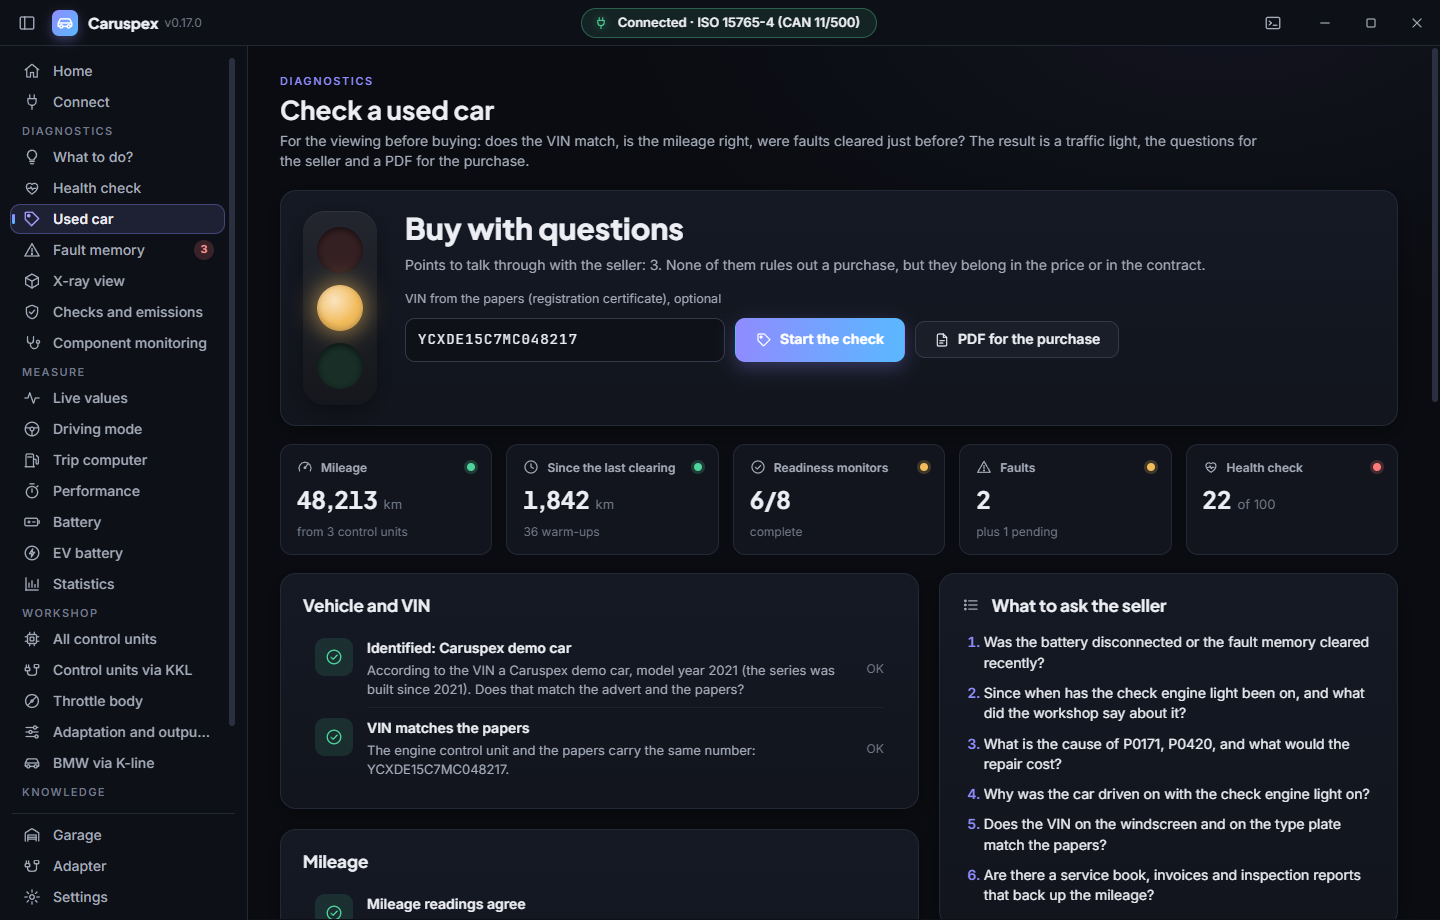 Caruspex v0.17.0
Connected · ISO 15765-4 (CAN 11/500)
Home
Connect
DIAGNOSTICS
What to do?
Health check
Used car
Fault memory 3
X-ray view
Checks and emissions
Component monitoring
MEASURE
Live values
Driving mode
Trip computer
Performance
Battery
EV battery
Statistics
WORKSHOP
All control units
Control units via KKL
Throttle body
Adaptation and outpu...
BMW via K-line
KNOWLEDGE
Garage
Adapter
Settings
DIAGNOSTICS
Check a used car
For the viewing before buying: does the VIN match, is the mileage right, were faults cleared just before? The result is a traffic light, the questions for
the seller and a PDF for the purchase.
Buy with questions
Points to talk through with the seller: 3. None of them rules out a purchase, but they belong in the price or in the contract.
VIN from the papers (registration certificate), optional
YCXDE15C7MC048217
Start the check
PDF for the purchase
Mileage
48,213 km
from 3 control units
Since the last clearing
1,842 km
36 warm-ups
Readiness monitors
6/8
complete
Faults
2
plus 1 pending
Health check
22 of 100
Vehicle and VIN
Identified: Caruspex demo car
According to the VIN a Caruspex demo car, model year 2021 (the series was
built since 2021). Does that match the advert and the papers?
OK
VIN matches the papers
The engine control unit and the papers carry the same number:
YCXDE15C7MC048217.
OK
Mileage
Mileage readings agree
What to ask the seller
1. Was the battery disconnected or the fault memory cleared
recently?
2. Since when has the check engine light been on, and what
did the workshop say about it?
3. What is the cause of P0171, P0420, and what would the
repair cost?
4. Why was the car driven on with the check engine light on?
5. Does the VIN on the windscreen and on the type plate
match the papers?
6. Are there a service book, invoices and inspection reports
that back up the mileage?